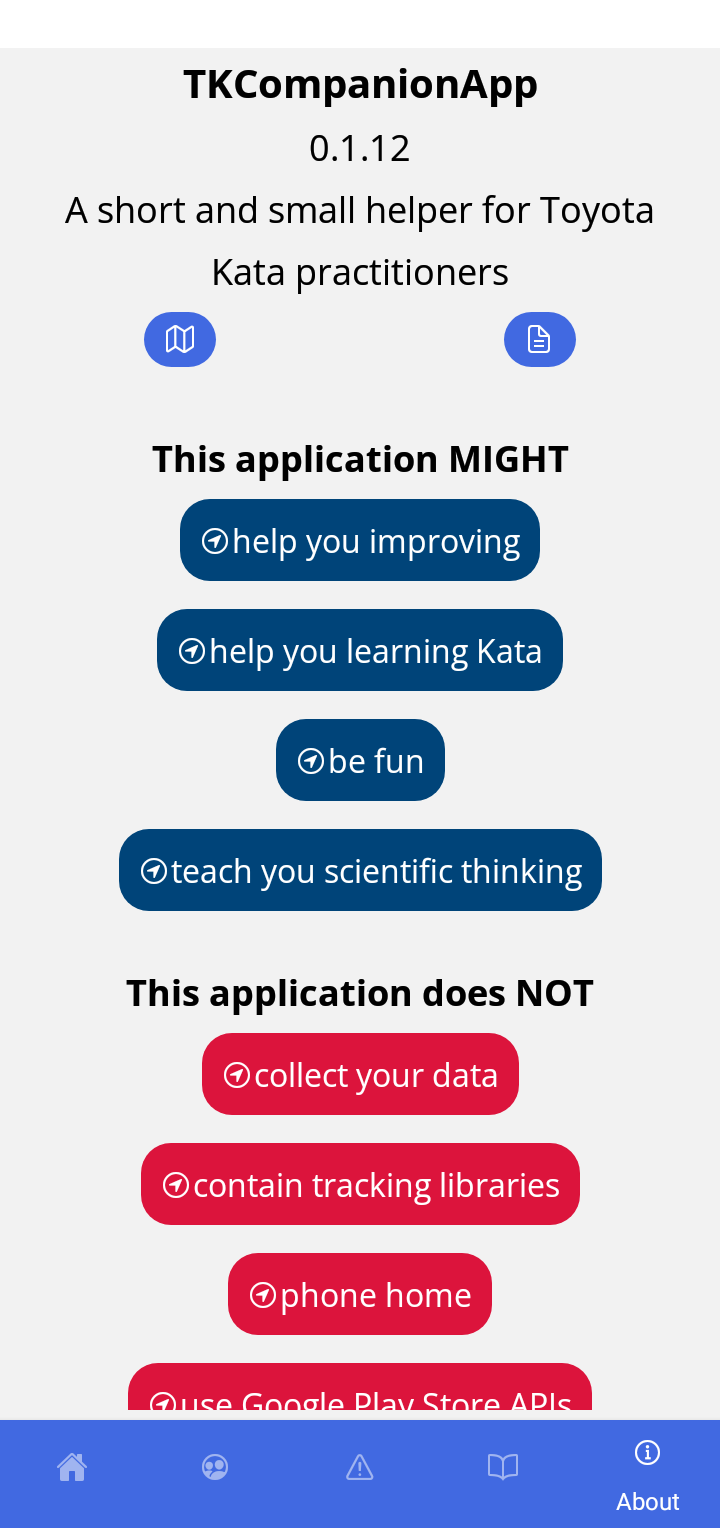 TKCompanionApp
0.1.12
A short and small helper for Toyota
Kata practitioners
This application MIGHT
help you improving
help you learning Kata
be fun
teach you scientific thinking
This application does NOT
collect your data
contain tracking libraries
phone home
use Google Play Store APIs
About